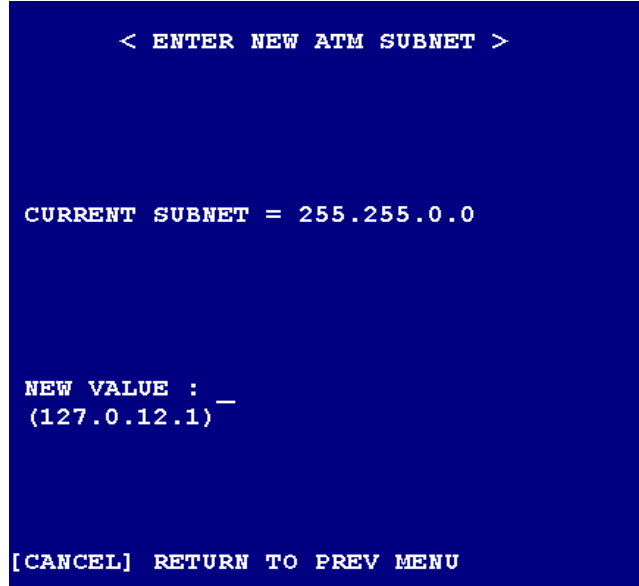 < ENTER NEW ATM SUBNET >
CURRENT SUBNET = 255.255.0.0
NEW VALUE : _
(127.0.12.1)
[CANCEL] RETURN TO PREV MENU